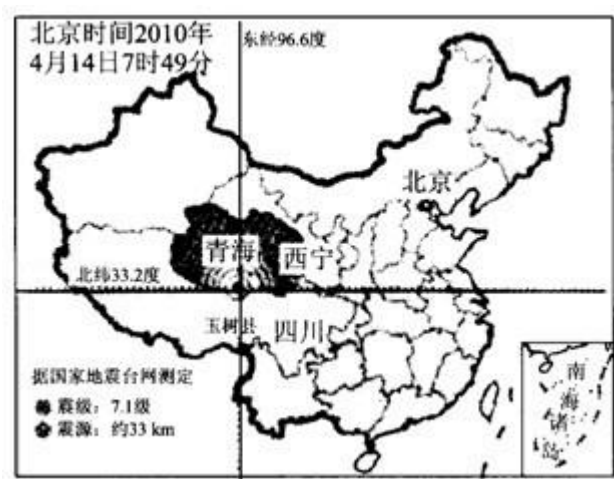 北京时间2010年
4月14日7时49分
东经96.6度
北京
青海
西宁
北纬33.2度
玉树县
四川
据国家地震台网测定
震级：7.1级
震源：约33 km
南
海
诸
岛